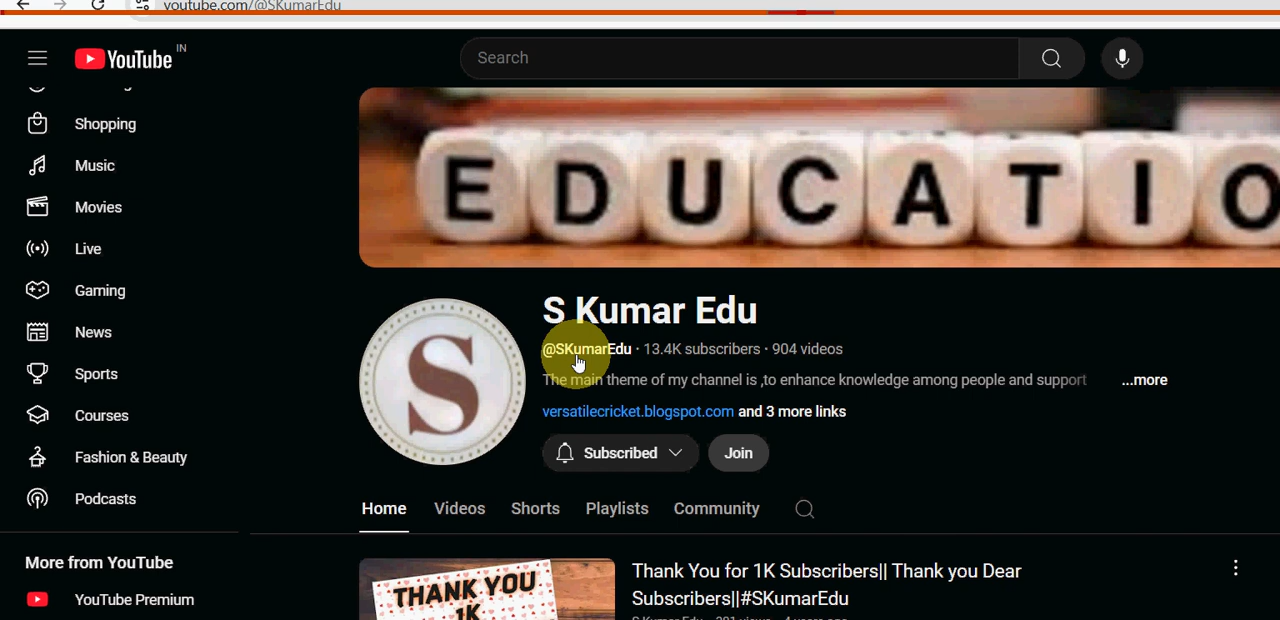 youtube.com/@SKumarEdu
YouTube IN
Search
Shopping
Music
Movies
Live
Gaming
News
Sports
Courses
Fashion & Beauty
Podcasts
More from YouTube
YouTube Premium
EDUCATIO
S
S Kumar Edu
@SKumarEdu · 13.4K subscribers · 904 videos
The main theme of my channel is ,to enhance knowledge among people and support ...more
versatilecricket.blogspot.com and 3 more links
Subscribed
Join
Home Videos Shorts Playlists Community
THANK YOU
1K
Thank You for 1K Subscribers|| Thank you Dear
Subscribers||#SKumarEdu